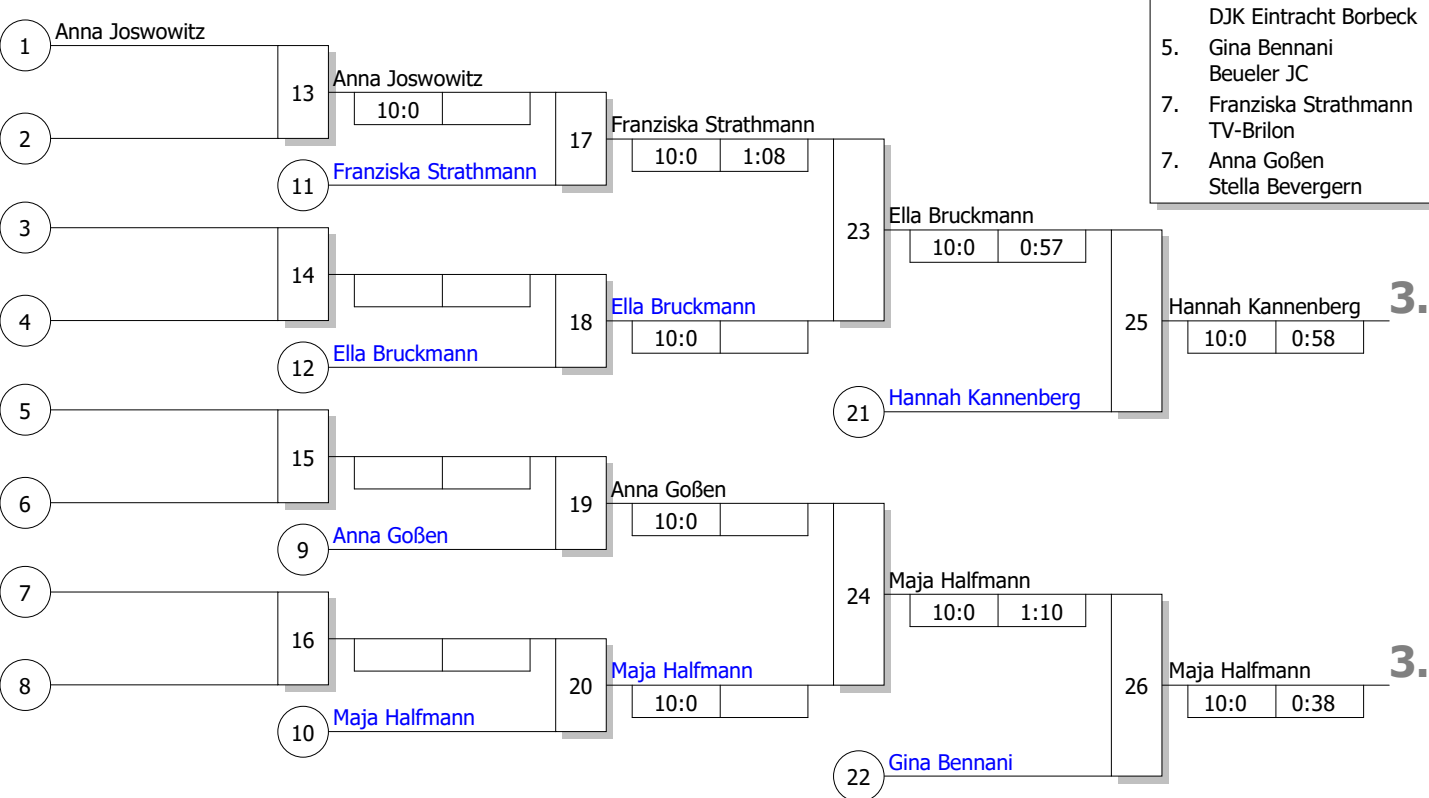 DJK Eintracht Borbeck
5. Gina Bennani
Beueler JC
7. Franziska Strathmann
TV-Brilon
7. Anna Goßen
Stella Bevergern
1 Anna Joswowitz
2
13 Anna Joswowitz
10:0
11 Franziska Strathmann
17 Franziska Strathmann
10:0 1:08
3
4
14
12 Ella Bruckmann
18 Ella Bruckmann
10:0
23 Ella Bruckmann
10:0 0:57
21 Hannah Kannenberg
25 Hannah Kannenberg 3.
10:0 0:58
5
6
15
9 Anna Goßen
19 Anna Goßen
10:0
7
8
16
10 Maja Halfmann
20 Maja Halfmann
10:0
24 Maja Halfmann
10:0 1:10
22 Gina Bennani
26 Maja Halfmann 3.
10:0 0:38